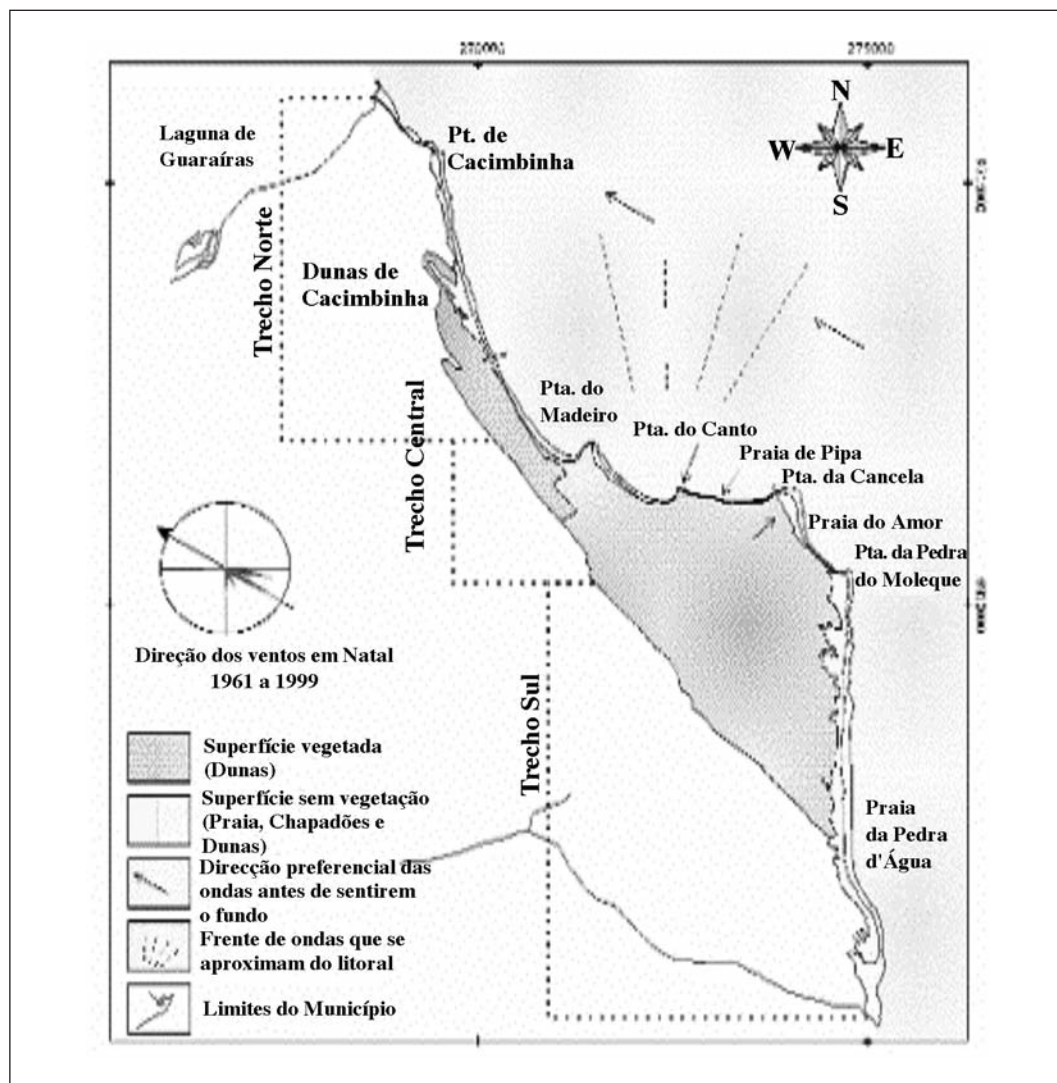 270000
275000
N
W E
S
Laguna de
Guaraíras
Pt. de
Cacimbinha
Trecho Norte
Dunas de
Cacimbinha
Pta. do
Madeiro
Pta. do Canto
Praia de Pipa
Pta. da Cancela
Praia do Amor
Pta. da Pedra
do Moleque
Trecho Central
Direção dos ventos em Natal
1961 a 1999
Trecho Sul
Praia
da Pedra
d'Água
Superfície vegetada
(Dunas)
Superfície sem vegetação
(Praia, Chapadões e
Dunas)
Direcção preferencial das
ondas antes de sentirem
o fundo
Frente de ondas que se
aproximam do litoral
Limites do Município